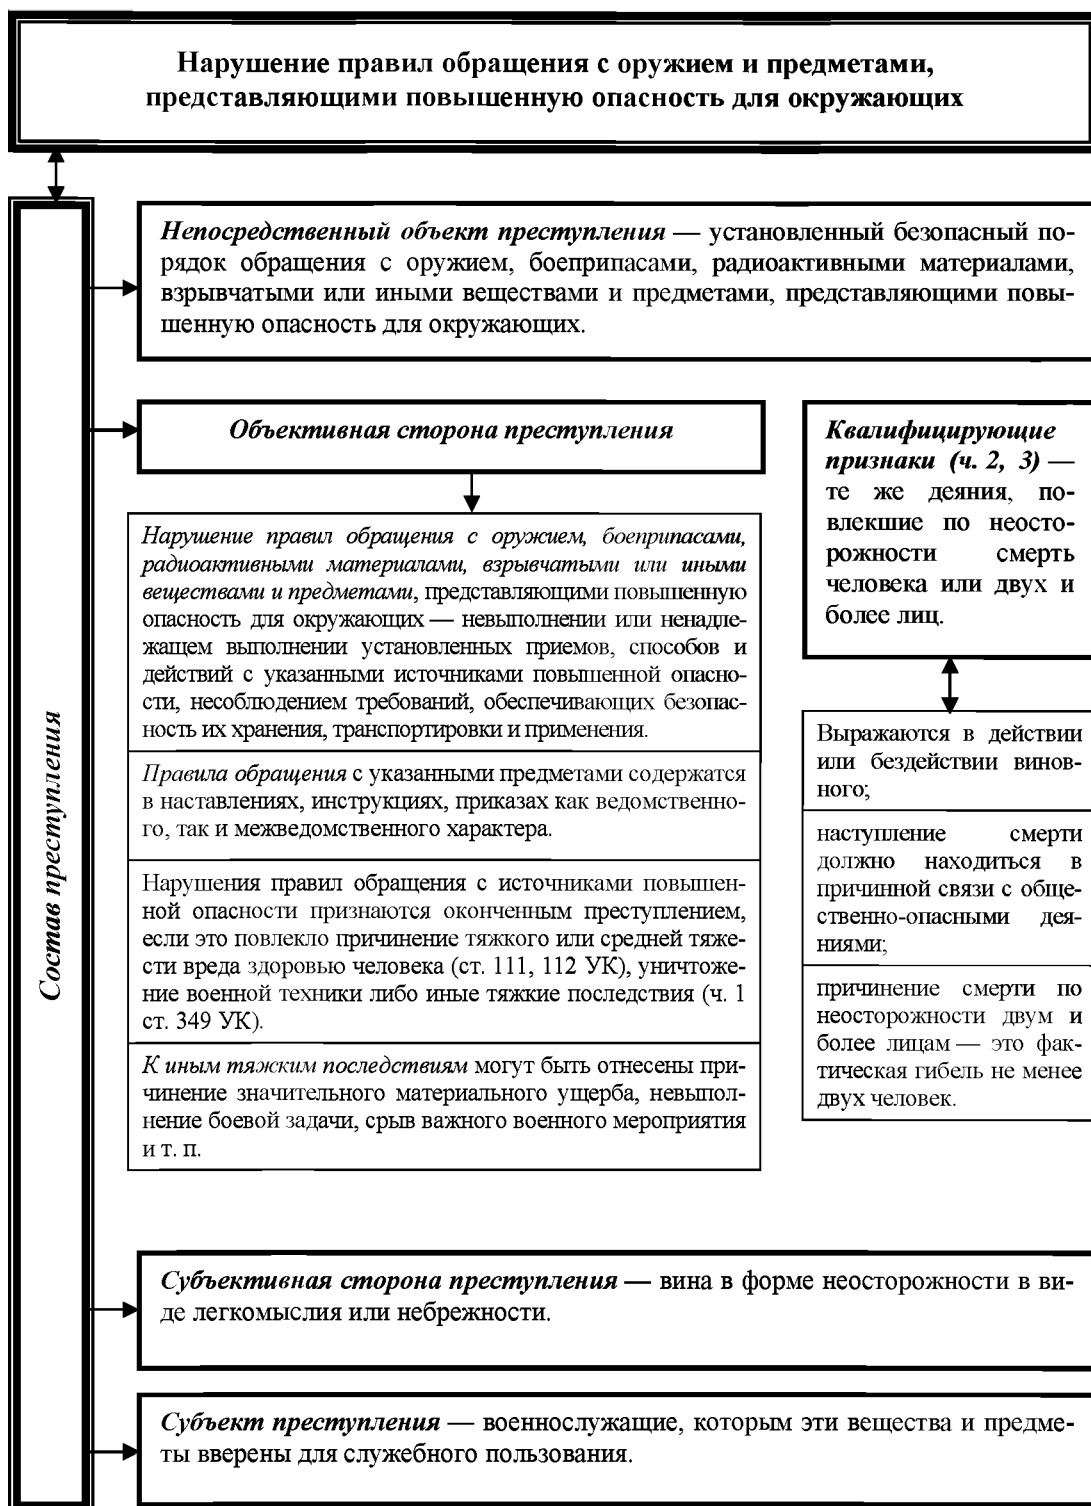 Нарушение правил обращения с оружием и предметами,
представляющими повышенную опасность для окружающих
Состав преступления
Непосредственный объект преступления — установленный безопасный по-
рядок обращения с оружием, боеприпасами, радиоактивными материалами,
взрывчатыми или иными веществами и предметами, представляющими повы-
шенную опасность для окружающих.
Объективная сторона преступления
Нарушение правил обращения с оружием, боеприпасами,
радиоактивными материалами, взрывчатыми или иными
веществами и предметами, представляющими повышенную
опасность для окружающих — невыполнении или ненадле-
жащем выполнении установленных приемов, способов и
действий с указанными источниками повышенной опасно-
сти, несоблюдением требований, обеспечивающих безопас-
ность их хранения, транспортировки и применения.
Правила обращения с указанными предметами содержатся
в наставлениях, инструкциях, приказах как ведомственно-
го, так и межведомственного характера.
Нарушения правил обращения с источниками повышен-
ной опасности признаются оконченным преступлением,
если это повлекло причинение тяжкого или средней тяже-
сти вреда здоровью человека (ст. 111, 112 УК), уничтоже-
ние военной техники либо иные тяжкие последствия (ч. 1
ст. 349 УК).
К иным тяжким последствиям могут быть отнесены при-
чинение значительного материального ущерба, невыпол-
нение боевой задачи, срыв важного военного мероприятия
и т. п.
Квалифицирующие
признаки (ч. 2, 3) —
те же деяния, по-
влекшие по неосто-
рожности смерть
человека или двух и
более лиц.
Выражаются в действии
или бездействии винов-
ного;
наступление смерти
должно находиться в
причинной связи с обще-
ственно-опасными дея-
ниями;
причинение смерти по
неосторожности двум и
более лицам — это фак-
тическая гибель не менее
двух человек.
Субъективная сторона преступления — вина в форме неосторожности в ви-
де легкомыслия или небрежности.
Субъект преступления — военнослужащие, которым эти вещества и предме-
ты вверены для служебного пользования.